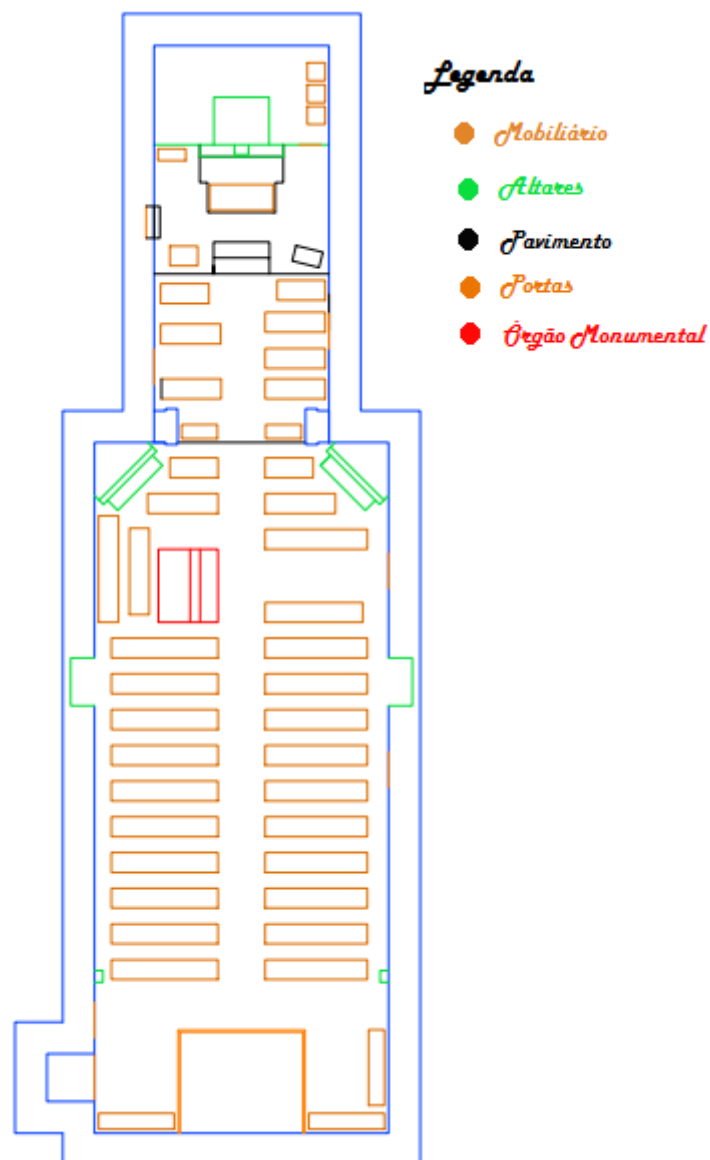 Legenda
Mobiliário
Altares
Pavimento
Portas
Órgão Monumental